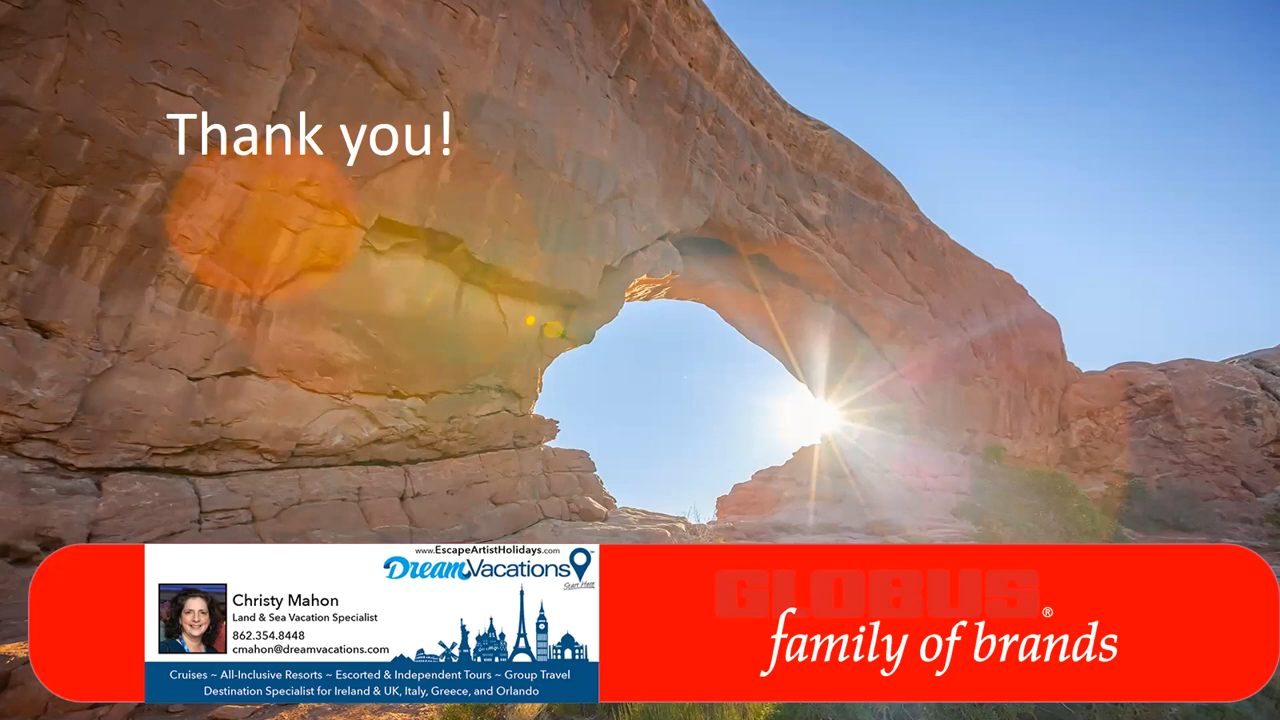 Thank you!
www.EscapeArtistHolidays.com
DreamVacations
Start Here
Christy Mahon
Land & Sea Vacation Specialist
862.354.8448
cmahon@dreamvacations.com
Cruises ~ All-Inclusive Resorts ~ Escorted & Independent Tours ~ Group Travel
Destination Specialist for Ireland & UK, Italy, Greece, and Orlando
GLOBUS®
family of brands